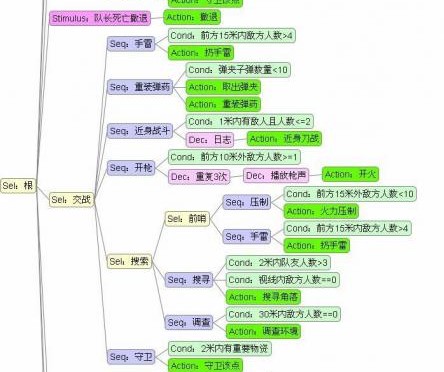 Action：守卫该点
Stimulus：队长死亡撤退
Action：撤退
Seq：手雷
Cond：前方15米内敌方人数>4
Action：扔手雷
Seq：重装弹药
Cond：弹夹子弹数量<10
Action：取出弹夹
Action：重装弹药
Seq：近身战斗
Cond：1米内有敌人且人数<=2
Dec：日志
Action：近身刀战
Seq：开枪
Cond：前方10米外敌方人数>=1
Dec：重复3次
Dec：播放枪声
Action：开火
Sel：根
Sel：交战
Sel：搜索
Sel：前哨
Seq：压制
Cond：前方15米外敌方人数<10
Action：火力压制
Seq：手雷
Cond：前方15米内敌方人数>4
Action：扔手雷
Seq：搜寻
Cond：2米内队友人数>3
Cond：视线内敌方人数==0
Action：搜寻角落
Seq：调查
Cond：30米内敌方人数==0
Action：调查环境
Seq：守卫
Cond：2米内有重要物资
Action：守卫该点